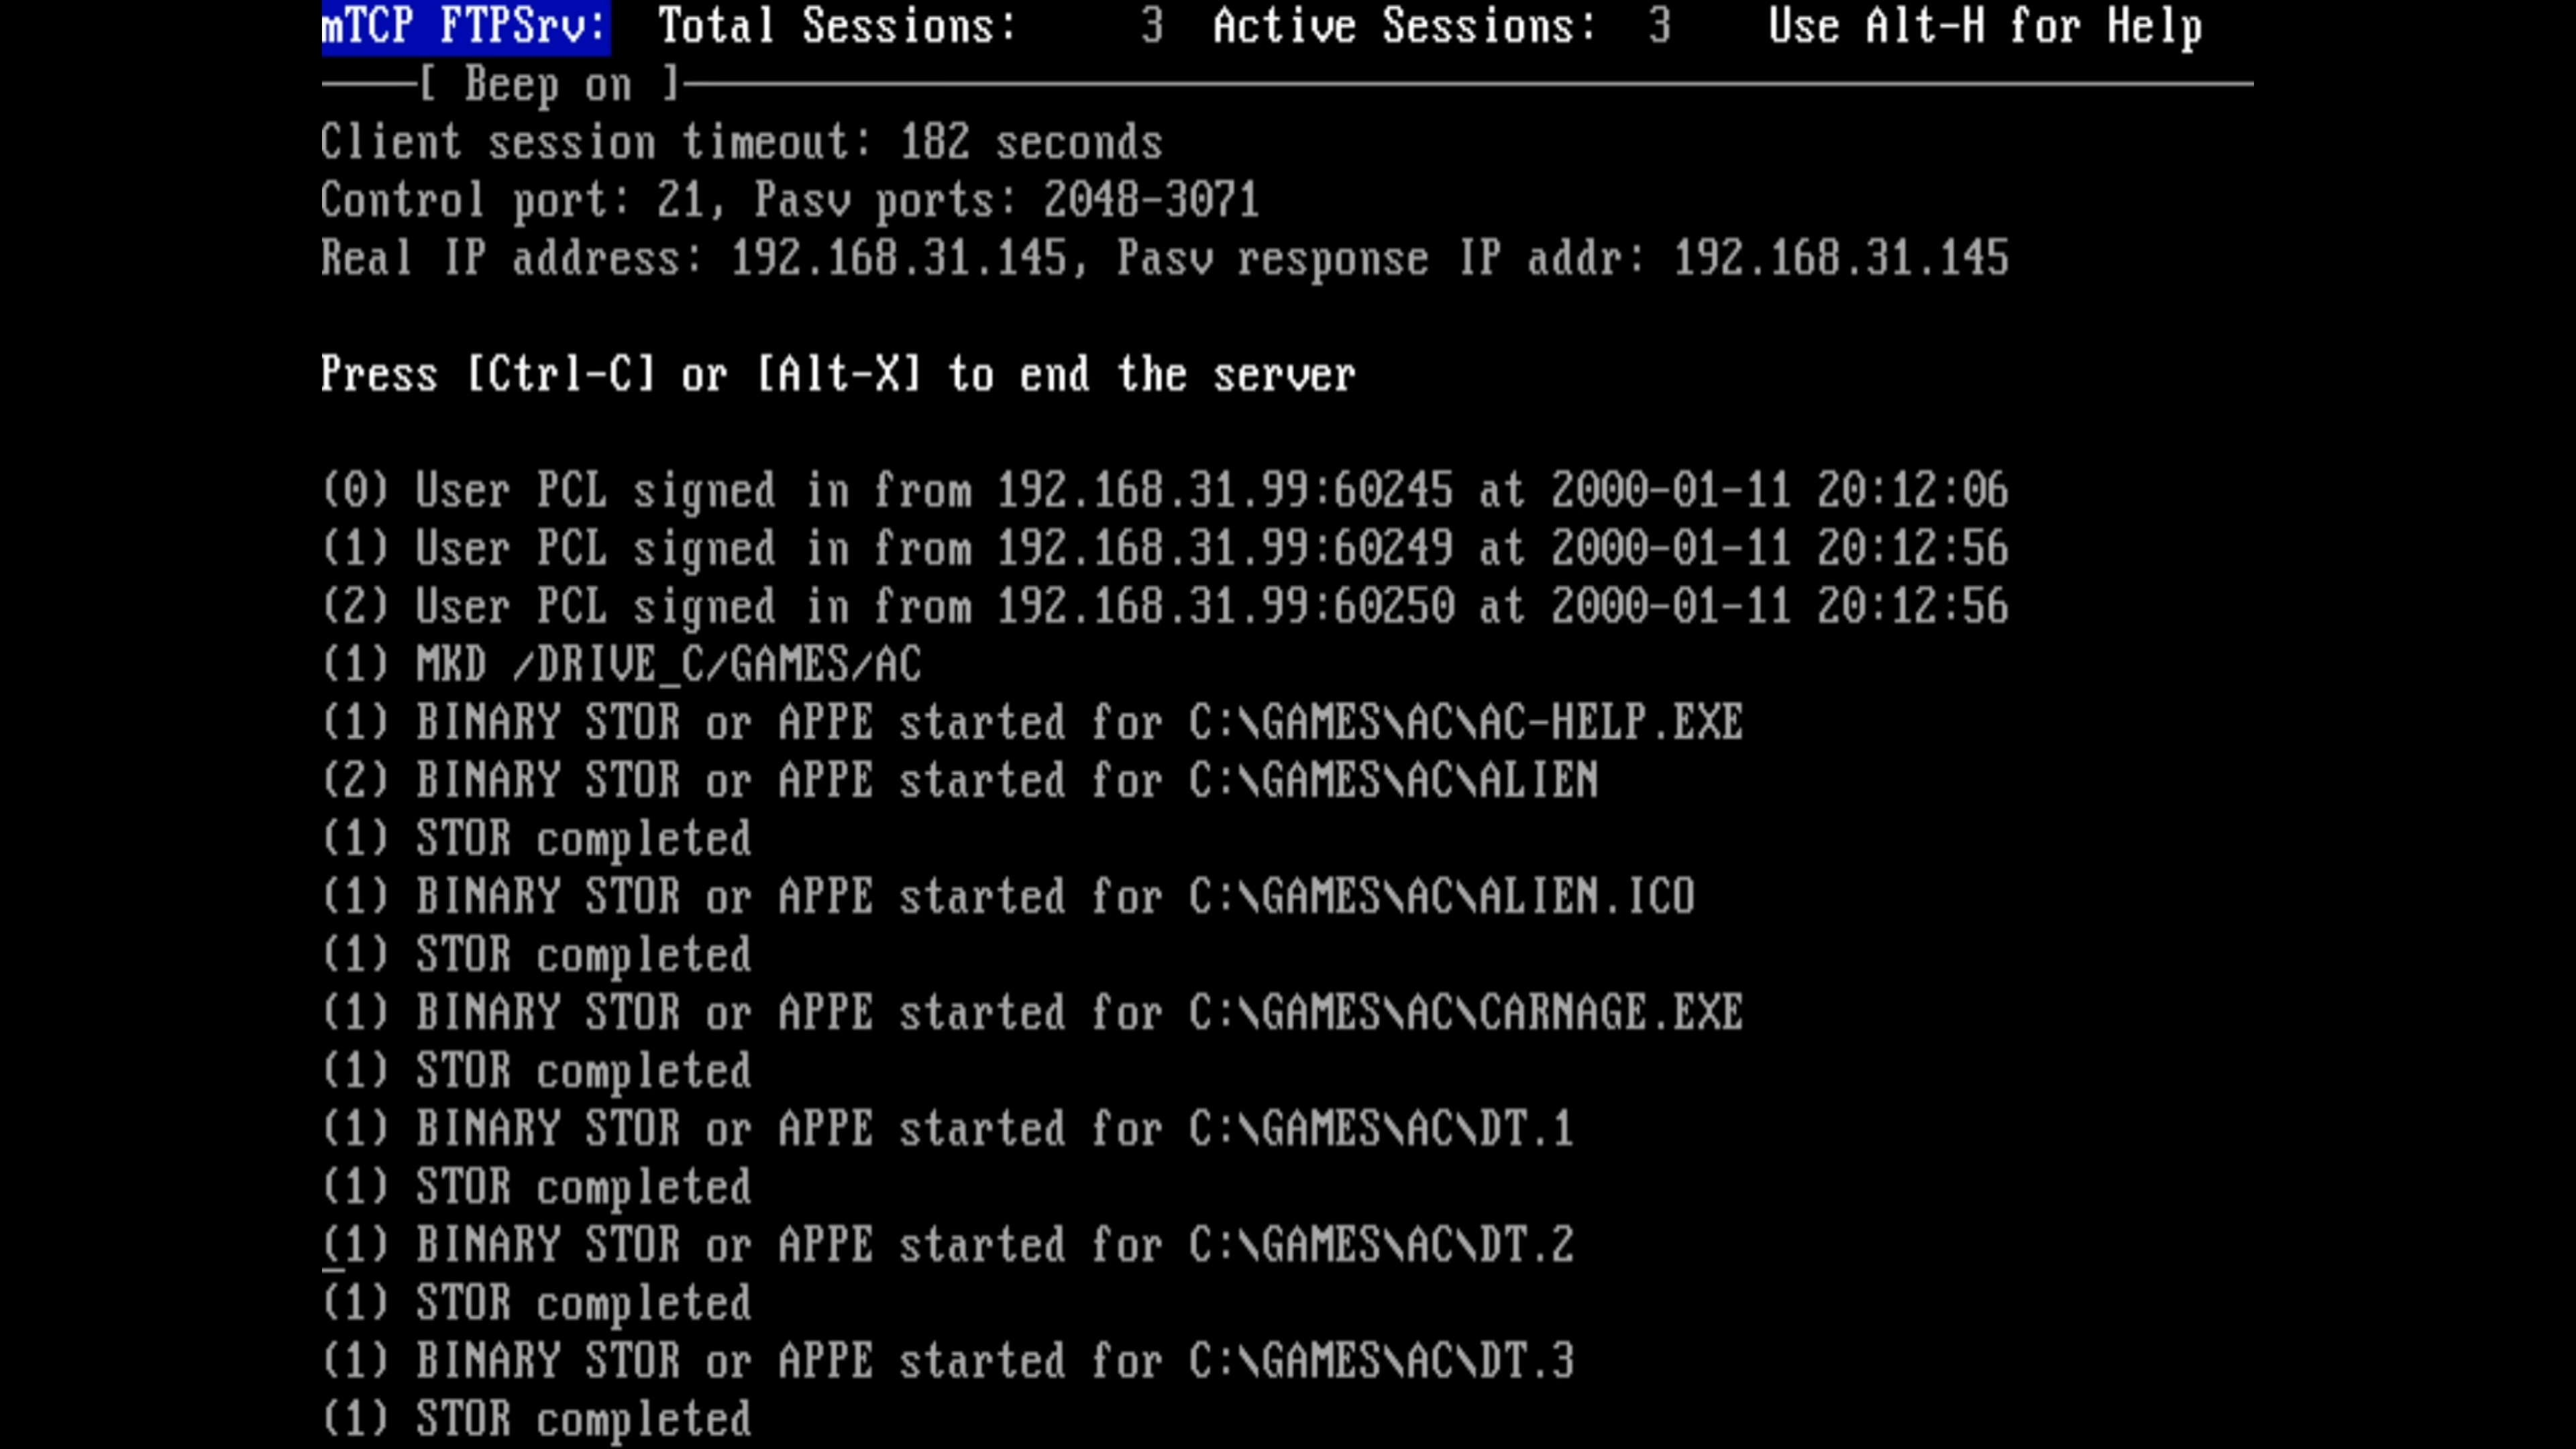 mTCP FTPSrv: Total Sessions: 3 Active Sessions: 3 Use Alt-H for Help
[ Beep on ]
Client session timeout: 182 seconds
Control port: 21, Pasv ports: 2048-3071
Real IP address: 192.168.31.145, Pasv response IP addr: 192.168.31.145
Press [Ctrl-C] or [Alt-X] to end the server
(0) User PCL signed in from 192.168.31.99:60245 at 2000-01-11 20:12:06
(1) User PCL signed in from 192.168.31.99:60249 at 2000-01-11 20:12:56
(2) User PCL signed in from 192.168.31.99:60250 at 2000-01-11 20:12:56
(1) MKD /DRIVE_C/GAMES/AC
(1) BINARY STOR or APPE started for C:\GAMES\AC\AC-HELP.EXE
(2) BINARY STOR or APPE started for C:\GAMES\AC\ALIEN
(1) STOR completed
(1) BINARY STOR or APPE started for C:\GAMES\AC\ALIEN.ICO
(1) STOR completed
(1) BINARY STOR or APPE started for C:\GAMES\AC\CARNAGE.EXE
(1) STOR completed
(1) BINARY STOR or APPE started for C:\GAMES\AC\DT.1
(1) STOR completed
(1) BINARY STOR or APPE started for C:\GAMES\AC\DT.2
(1) STOR completed
(1) BINARY STOR or APPE started for C:\GAMES\AC\DT.3
(1) STOR completed